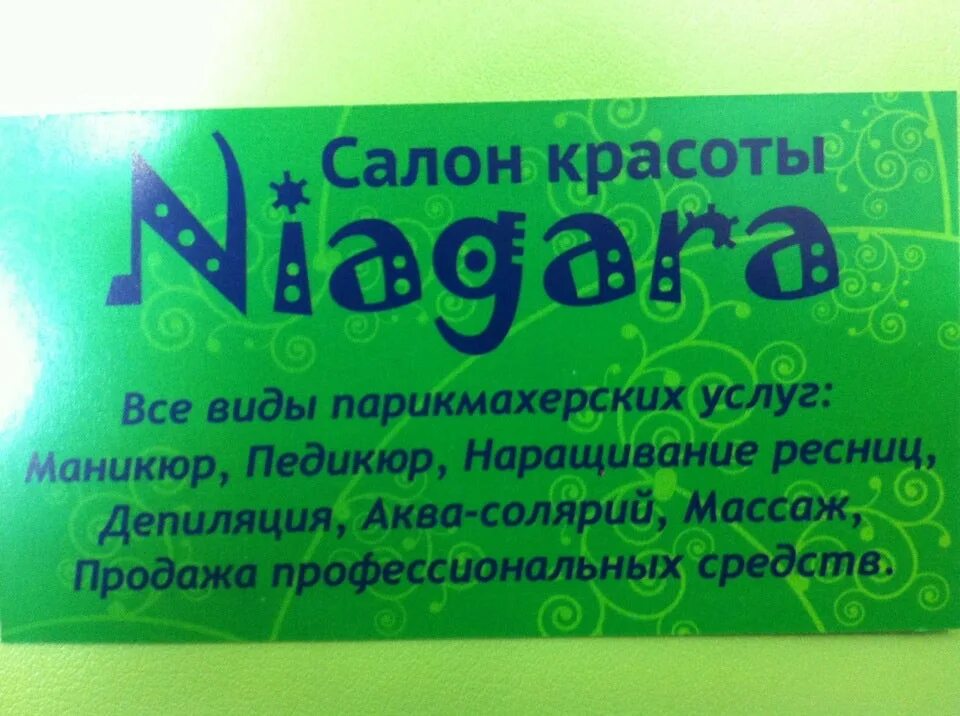 Салон красоты
Niagara
Все виды парикмахерских услуг:
Маникюр, Педикюр, Наращивание ресниц,
Депиляция, Аква-солярий, Массаж,
Продажа профессиональных средств.